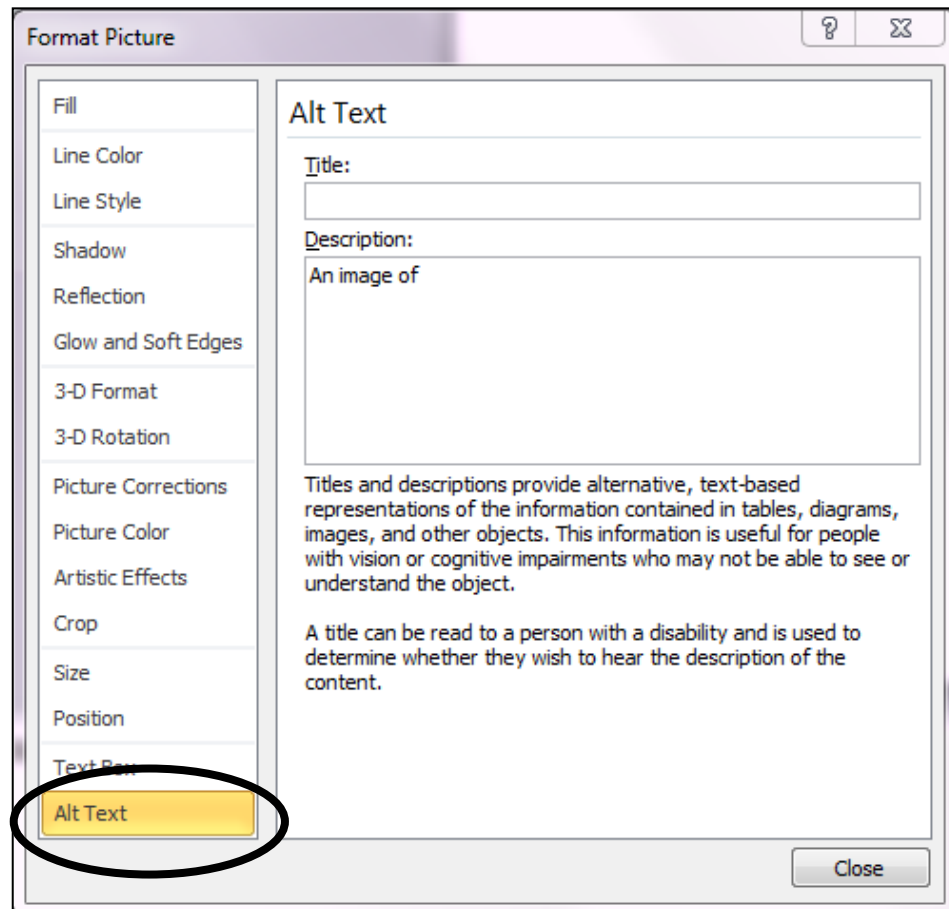 Format Picture
Fill
Line Color
Line Style
Shadow
Reflection
Glow and Soft Edges
3-D Format
3-D Rotation
Picture Corrections
Picture Color
Artistic Effects
Crop
Size
Position
Text Box
Alt Text
Alt Text
Title:
Description:
An image of
Titles and descriptions provide alternative, text-based
representations of the information contained in tables, diagrams,
images, and other objects. This information is useful for people
with vision or cognitive impairments who may not be able to see or
understand the object.
A title can be read to a person with a disability and is used to
determine whether they wish to hear the description of the
content.
Close